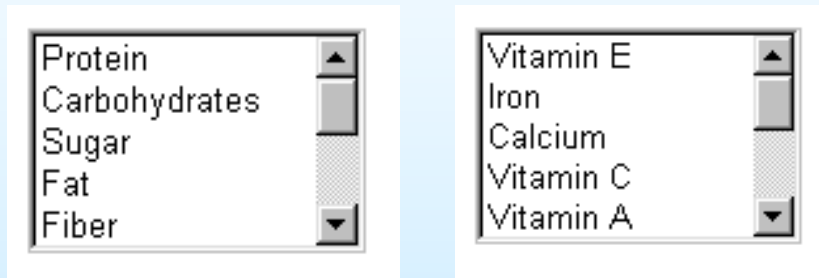 Protein
Carbohydrates
Sugar
Fat
Fiber
Vitamin E
Iron
Calcium
Vitamin C
Vitamin A